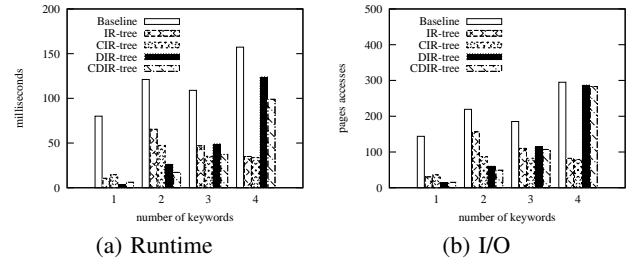 Baseline
IR-tree
CIR-tree
DIR-tree
CDIR-tree
200
150
100
50
0
milliseconds
1 2 3 4
number of keywords
(a) Runtime
Baseline
IR-tree
CIR-tree
DIR-tree
CDIR-tree
500
400
300
200
100
0
pages accesses
1 2 3 4
number of keywords
(b) I/O